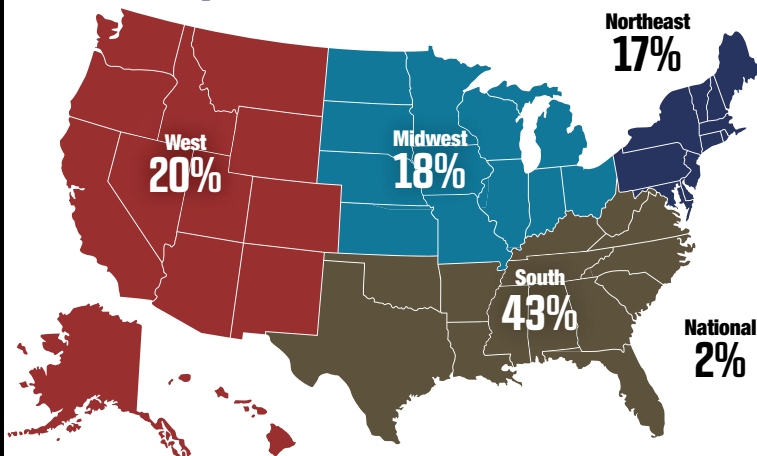 Northeast
17%
West
20%
Midwest
18%
South
43%
National
2%